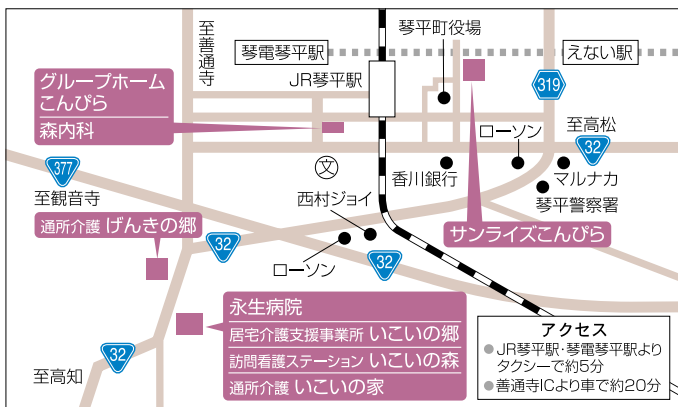 至善通寺
琴電琴平駅
JR琴平駅
琴平町役場
えない駅
319
グループホーム
こんぴら
森内科
377
至観音寺
文
香川銀行
ローソン
至高松
32
マルナカ
琴平警察署
サンライズこんぴら
西村ジョイ
ローソン
32
通所介護 げんきの郷
32
永生病院
居宅介護支援事業所 いこいの郷
訪問看護ステーション いこいの森
通所介護 いこいの家
32
至高知
アクセス
●JR琴平駅・琴電琴平駅より
タクシーで約5分
●善通寺ICより車で約20分